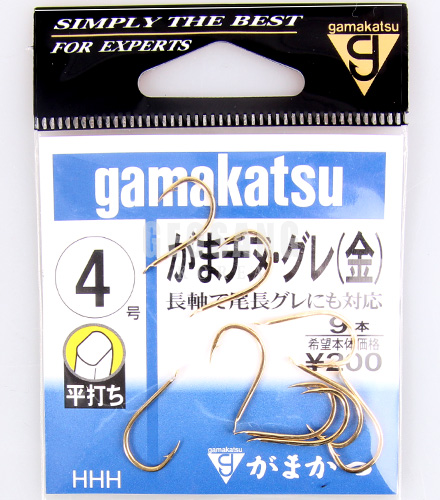 SIMPLY THE BEST
FOR EXPERTS
gamakatsu
gamakatsu
4号
がまチヌ・グレ(金)
長軸で尾長グレにも対応
9本
希望本体価格
¥200
平打ち
HHH
gamakatsu
がまかつ